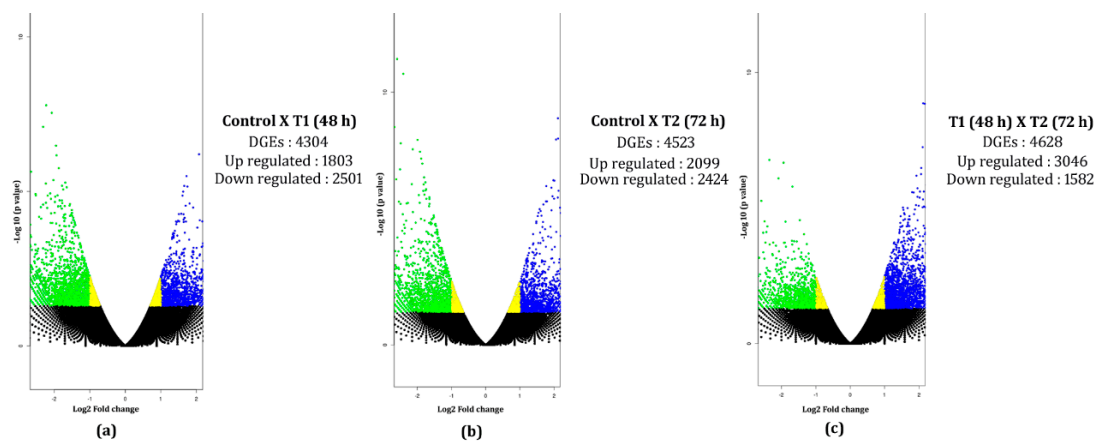 10
0
-Log 10 (p value)
-2
-1
0
1
2
Log2 Fold change
(a)
Control X T1 (48 h)
DGEs : 4304
Up regulated : 1803
Down regulated : 2501
10
0
-Log 10 (p value)
-2
-1
0
1
2
Log2 Fold change
(b)
Control X T2 (72 h)
DGEs : 4523
Up regulated : 2099
Down regulated : 2424
10
0
-Log 10 (p value)
-2
-1
0
1
2
Log2 Fold change
(c)
T1 (48 h) X T2 (72 h)
DGEs : 4628
Up regulated : 3046
Down regulated : 1582